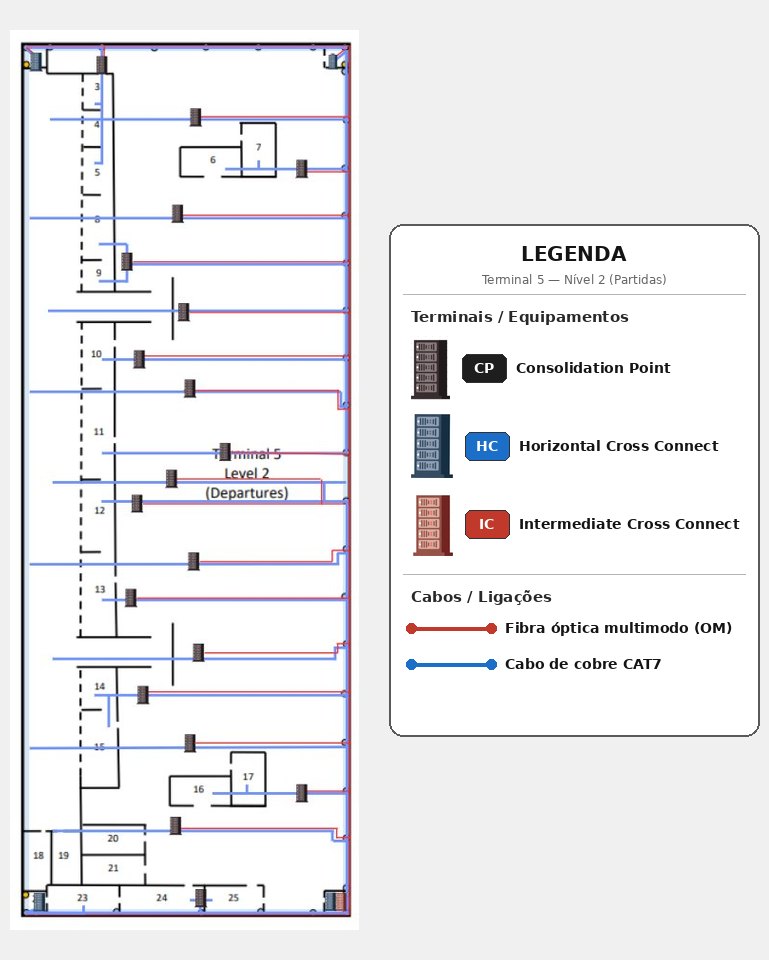 3
4
5
6
7
8
9
10
11
Terminal 5
Level 2
(Departures)
12
13
14
15
16
17
18
19
20
21
23
24
25
LEGENDA
Terminal 5 — Nível 2 (Partidas)
Terminais / Equipamentos
CP Consolidation Point
HC Horizontal Cross Connect
IC Intermediate Cross Connect
Cabos / Ligações
Fibra óptica multimodo (OM)
Cabo de cobre CAT7